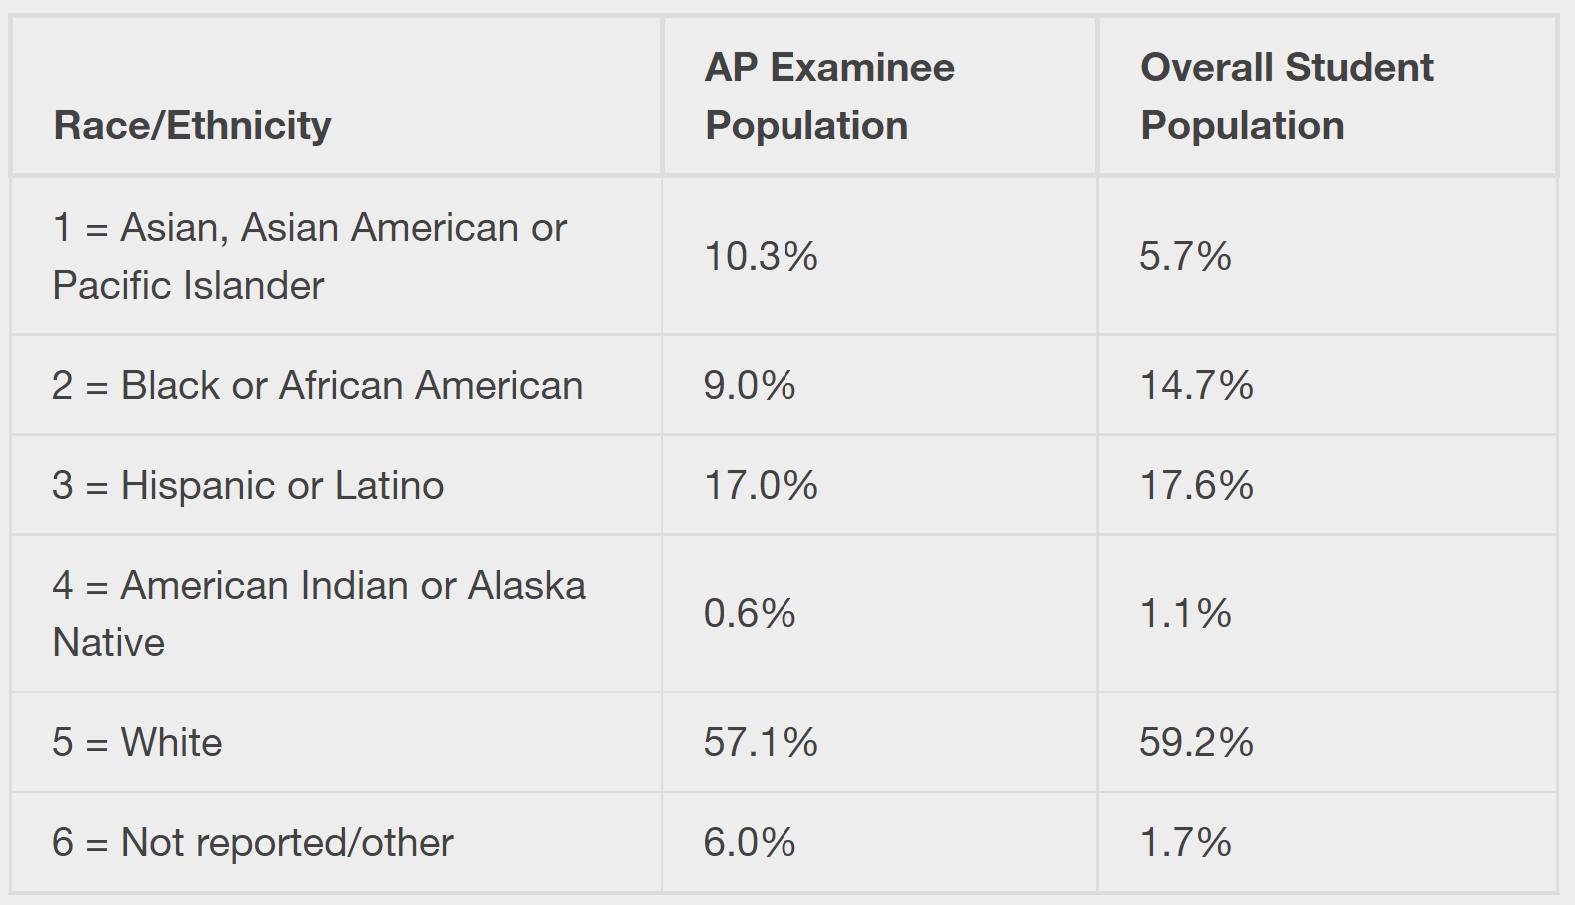 Race/Ethnicity
AP Examinee
Population
Overall Student
Population
1 = Asian, Asian American or
Pacific Islander
10.3%
5.7%
2 = Black or African American
9.0%
14.7%
3 = Hispanic or Latino
17.0%
17.6%
4 = American Indian or Alaska
Native
0.6%
1.1%
5 = White
57.1%
59.2%
6 = Not reported/other
6.0%
1.7%